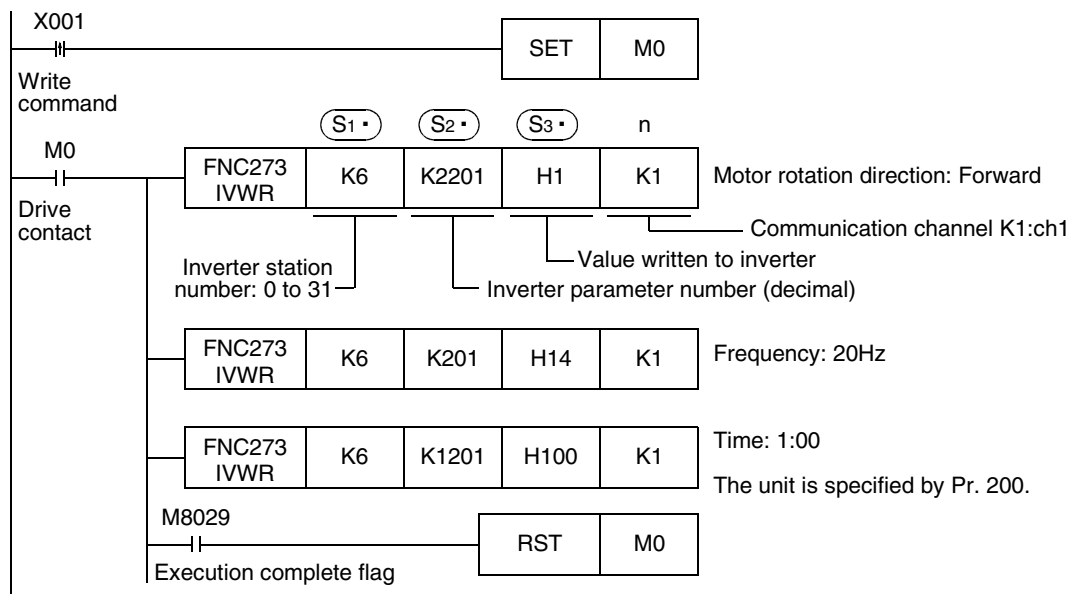 X001
SET M0
Write
command
S1・ S2・ S3・ n
M0
FNC273
IVWR
K6 K2201 H1 K1
Motor rotation direction: Forward
Drive
contact
Communication channel K1:ch1
Value written to inverter
Inverter station
number: 0 to 31
Inverter parameter number (decimal)
FNC273
IVWR
K6 K201 H14 K1
Frequency: 20Hz
FNC273
IVWR
K6 K1201 H100 K1
Time: 1:00
The unit is specified by Pr. 200.
M8029
RST M0
Execution complete flag